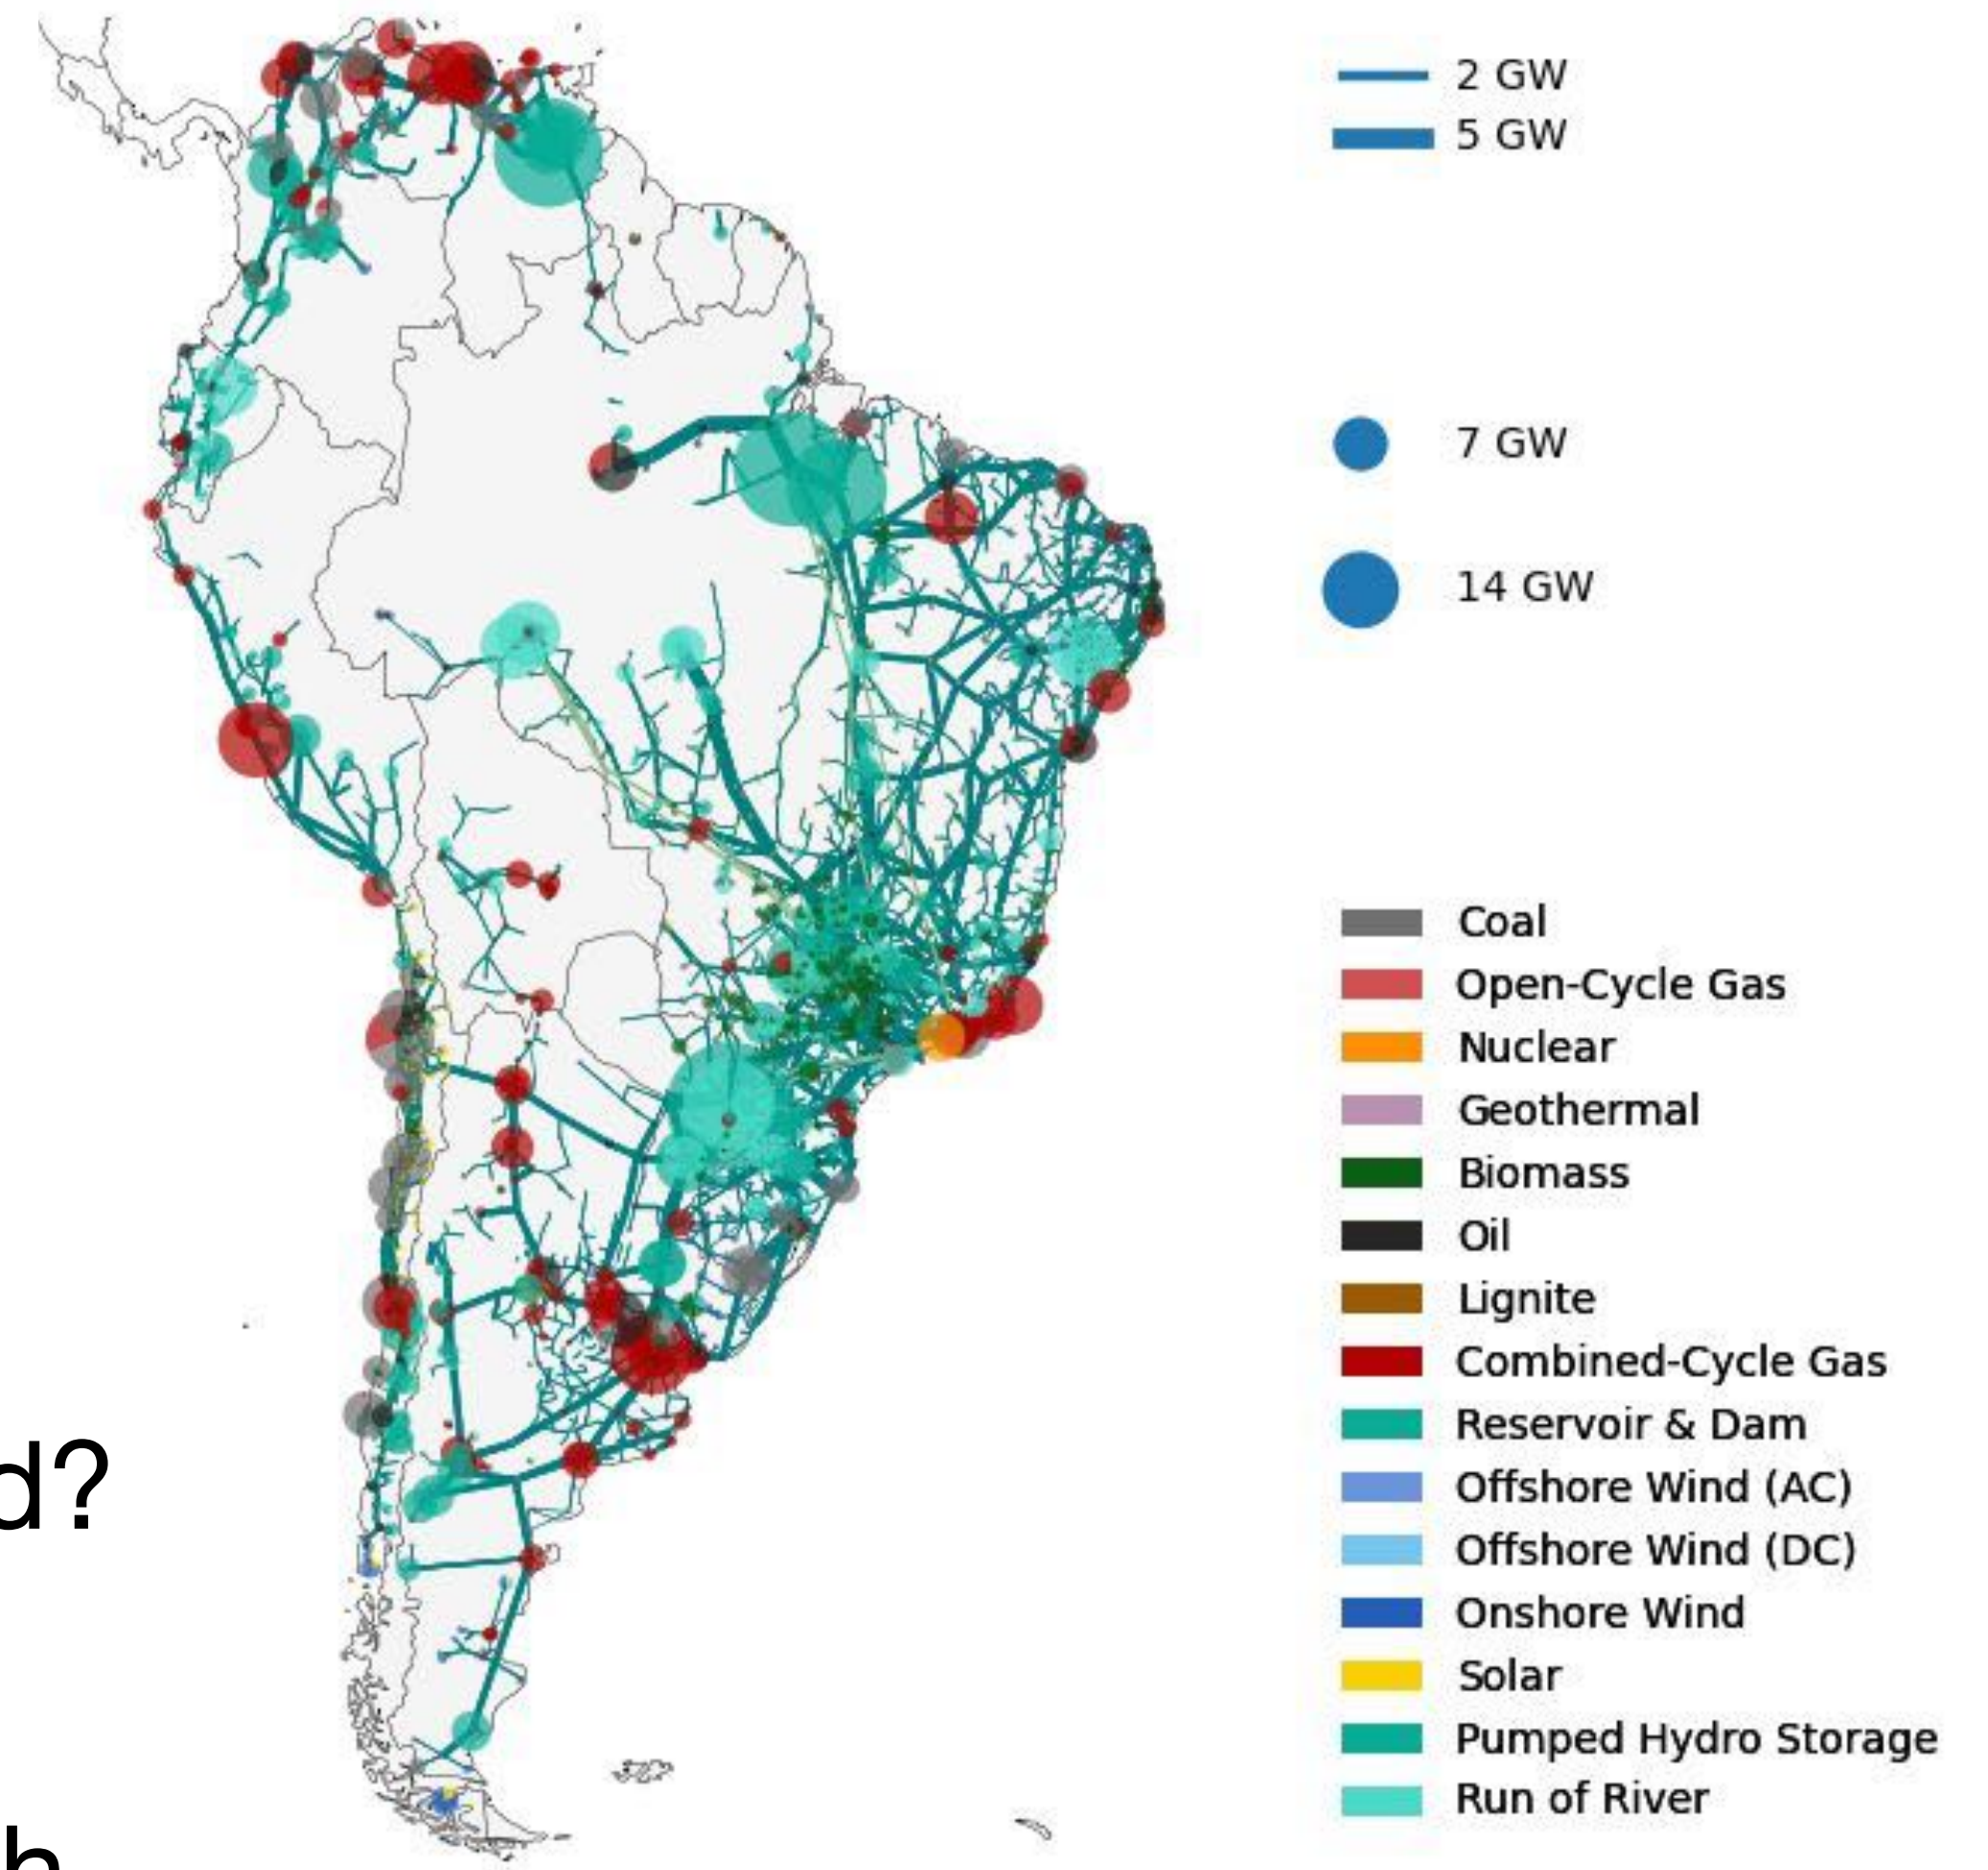 2 GW
5 GW
7 GW
14 GW
Coal
Open-Cycle Gas
Nuclear
Geothermal
Biomass
Oil
Lignite
Combined-Cycle Gas
Reservoir & Dam
d?
Offshore Wind (AC)
Offshore Wind (DC)
Onshore Wind
Solar
Pumped Hydro Storage
Run of River
h